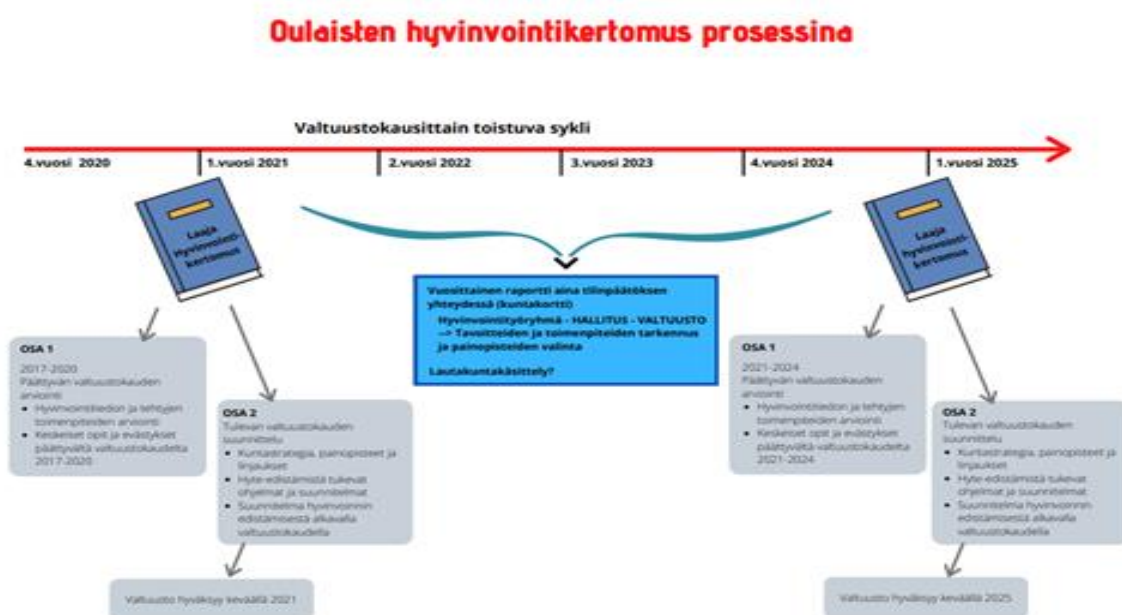 Oulaisten hyvinvointikertomus prosessina
Valtuustokausittain toistuva sykli
4.vuosi 2020
1.vuosi 2021
2.vuosi 2022
3.vuosi 2023
4.vuosi 2024
1.vuosi 2025
Laaja
Hyvinvointi-
kertomus
Laaja
hyvinvointi-
kertomus
Vuosittainen raportti aina tilinpäätöksen
yhteydessä (kuntakortti)
Hyvinvointityöryhmä - HALLITUS - VALTUUSTO
--> Tavoitteiden ja toimenpiteiden tarkennus
ja painopisteiden valinta
Lautakuntakäsittely?
OSA 1
2017-2020
Päättyvän valtuustokauden
arviointi
• Hyvinvointitiedon ja tehtyjen
toimenpiteiden arviointi
• Keskeiset opit ja evästykset
päättyvältä valtuustokaudelta
2017-2020
OSA 2
Tulevan valtuustokauden
suunnittelu
• Kuntastrategia, painopisteet ja
linjaukset
• Hyte-edistämistä tukevat
ohjelmat ja suunnitelmat
• Suunnitelma hyvinvoinnin
edistämisestä alkavalla
valtuustokaudella
Valtuusto hyväksyy keväällä 2021
OSA 1
2021-2024
Päättyvän valtuustokauden
arviointi
• Hyvinvointitiedon ja tehtyjen
toimenpiteiden arviointi
• Keskeiset opit ja evästykset
päättyvältä valtuustokaudelta
2021-2024
OSA 2
Tulevan valtuustokauden
suunnittelu
• Kuntastrategia, painopisteet ja
linjaukset
• Hyte-edistämistä tukevat
ohjelmat ja suunnitelmat
• Suunnitelma hyvinvoinnin
edistämisestä alkavalla
valtuustokaudella
Valtuusto hyväksyy keväällä 2025